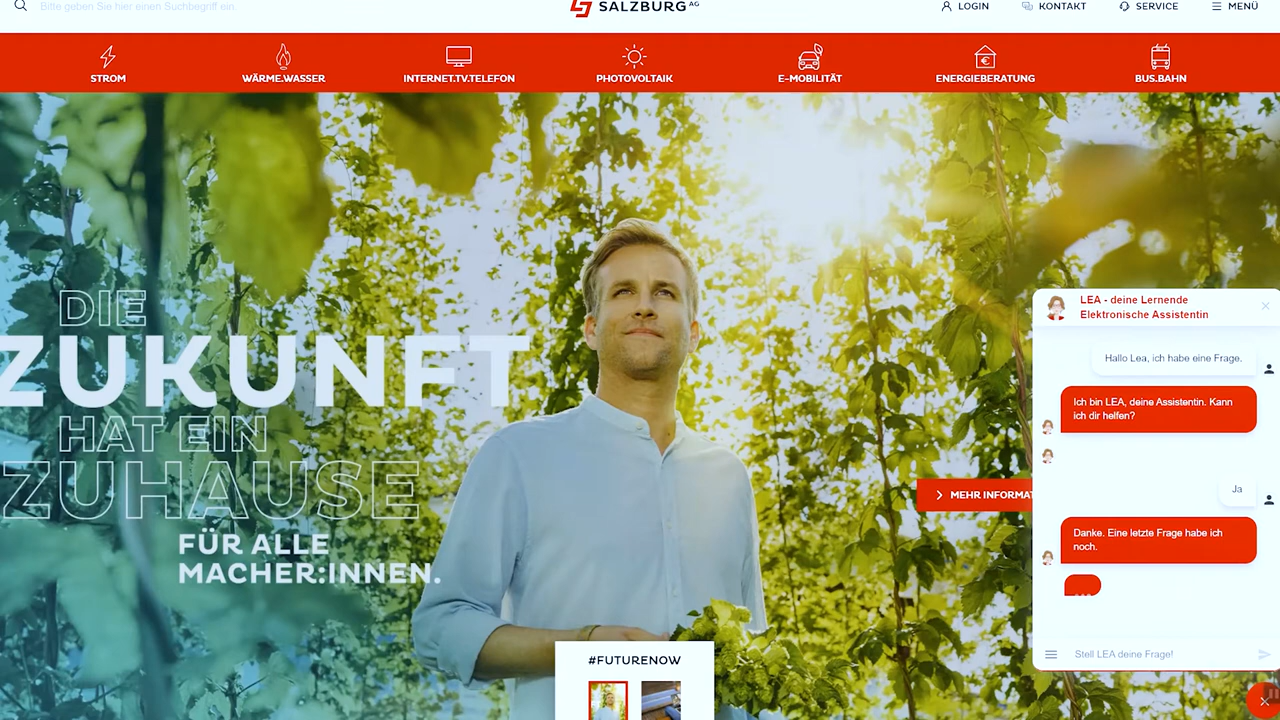 Bitte geben Sie hier einen Suchbegriff ein.
SALZBURG AG
LOGIN
KONTAKT
SERVICE
MENÜ
STROM
WÄRME.WASSER
INTERNET.TV.TELEFON
PHOTOVOLTAIK
E-MOBILITÄT
ENERGIEBERATUNG
BUS.BAHN
DIE
ZUKUNFT
HAT EIN
ZUHAUSE
FÜR ALLE
MACHER:INNEN.
MEHR INFORMAT
#FUTURENOW
LEA - deine Lernende
Elektronische Assistentin
Hallo Lea, ich habe eine Frage.
Ich bin LEA, deine Assistentin. Kann
ich dir helfen?
Ja
Danke. Eine letzte Frage habe ich
noch.
Stell LEA deine Frage!